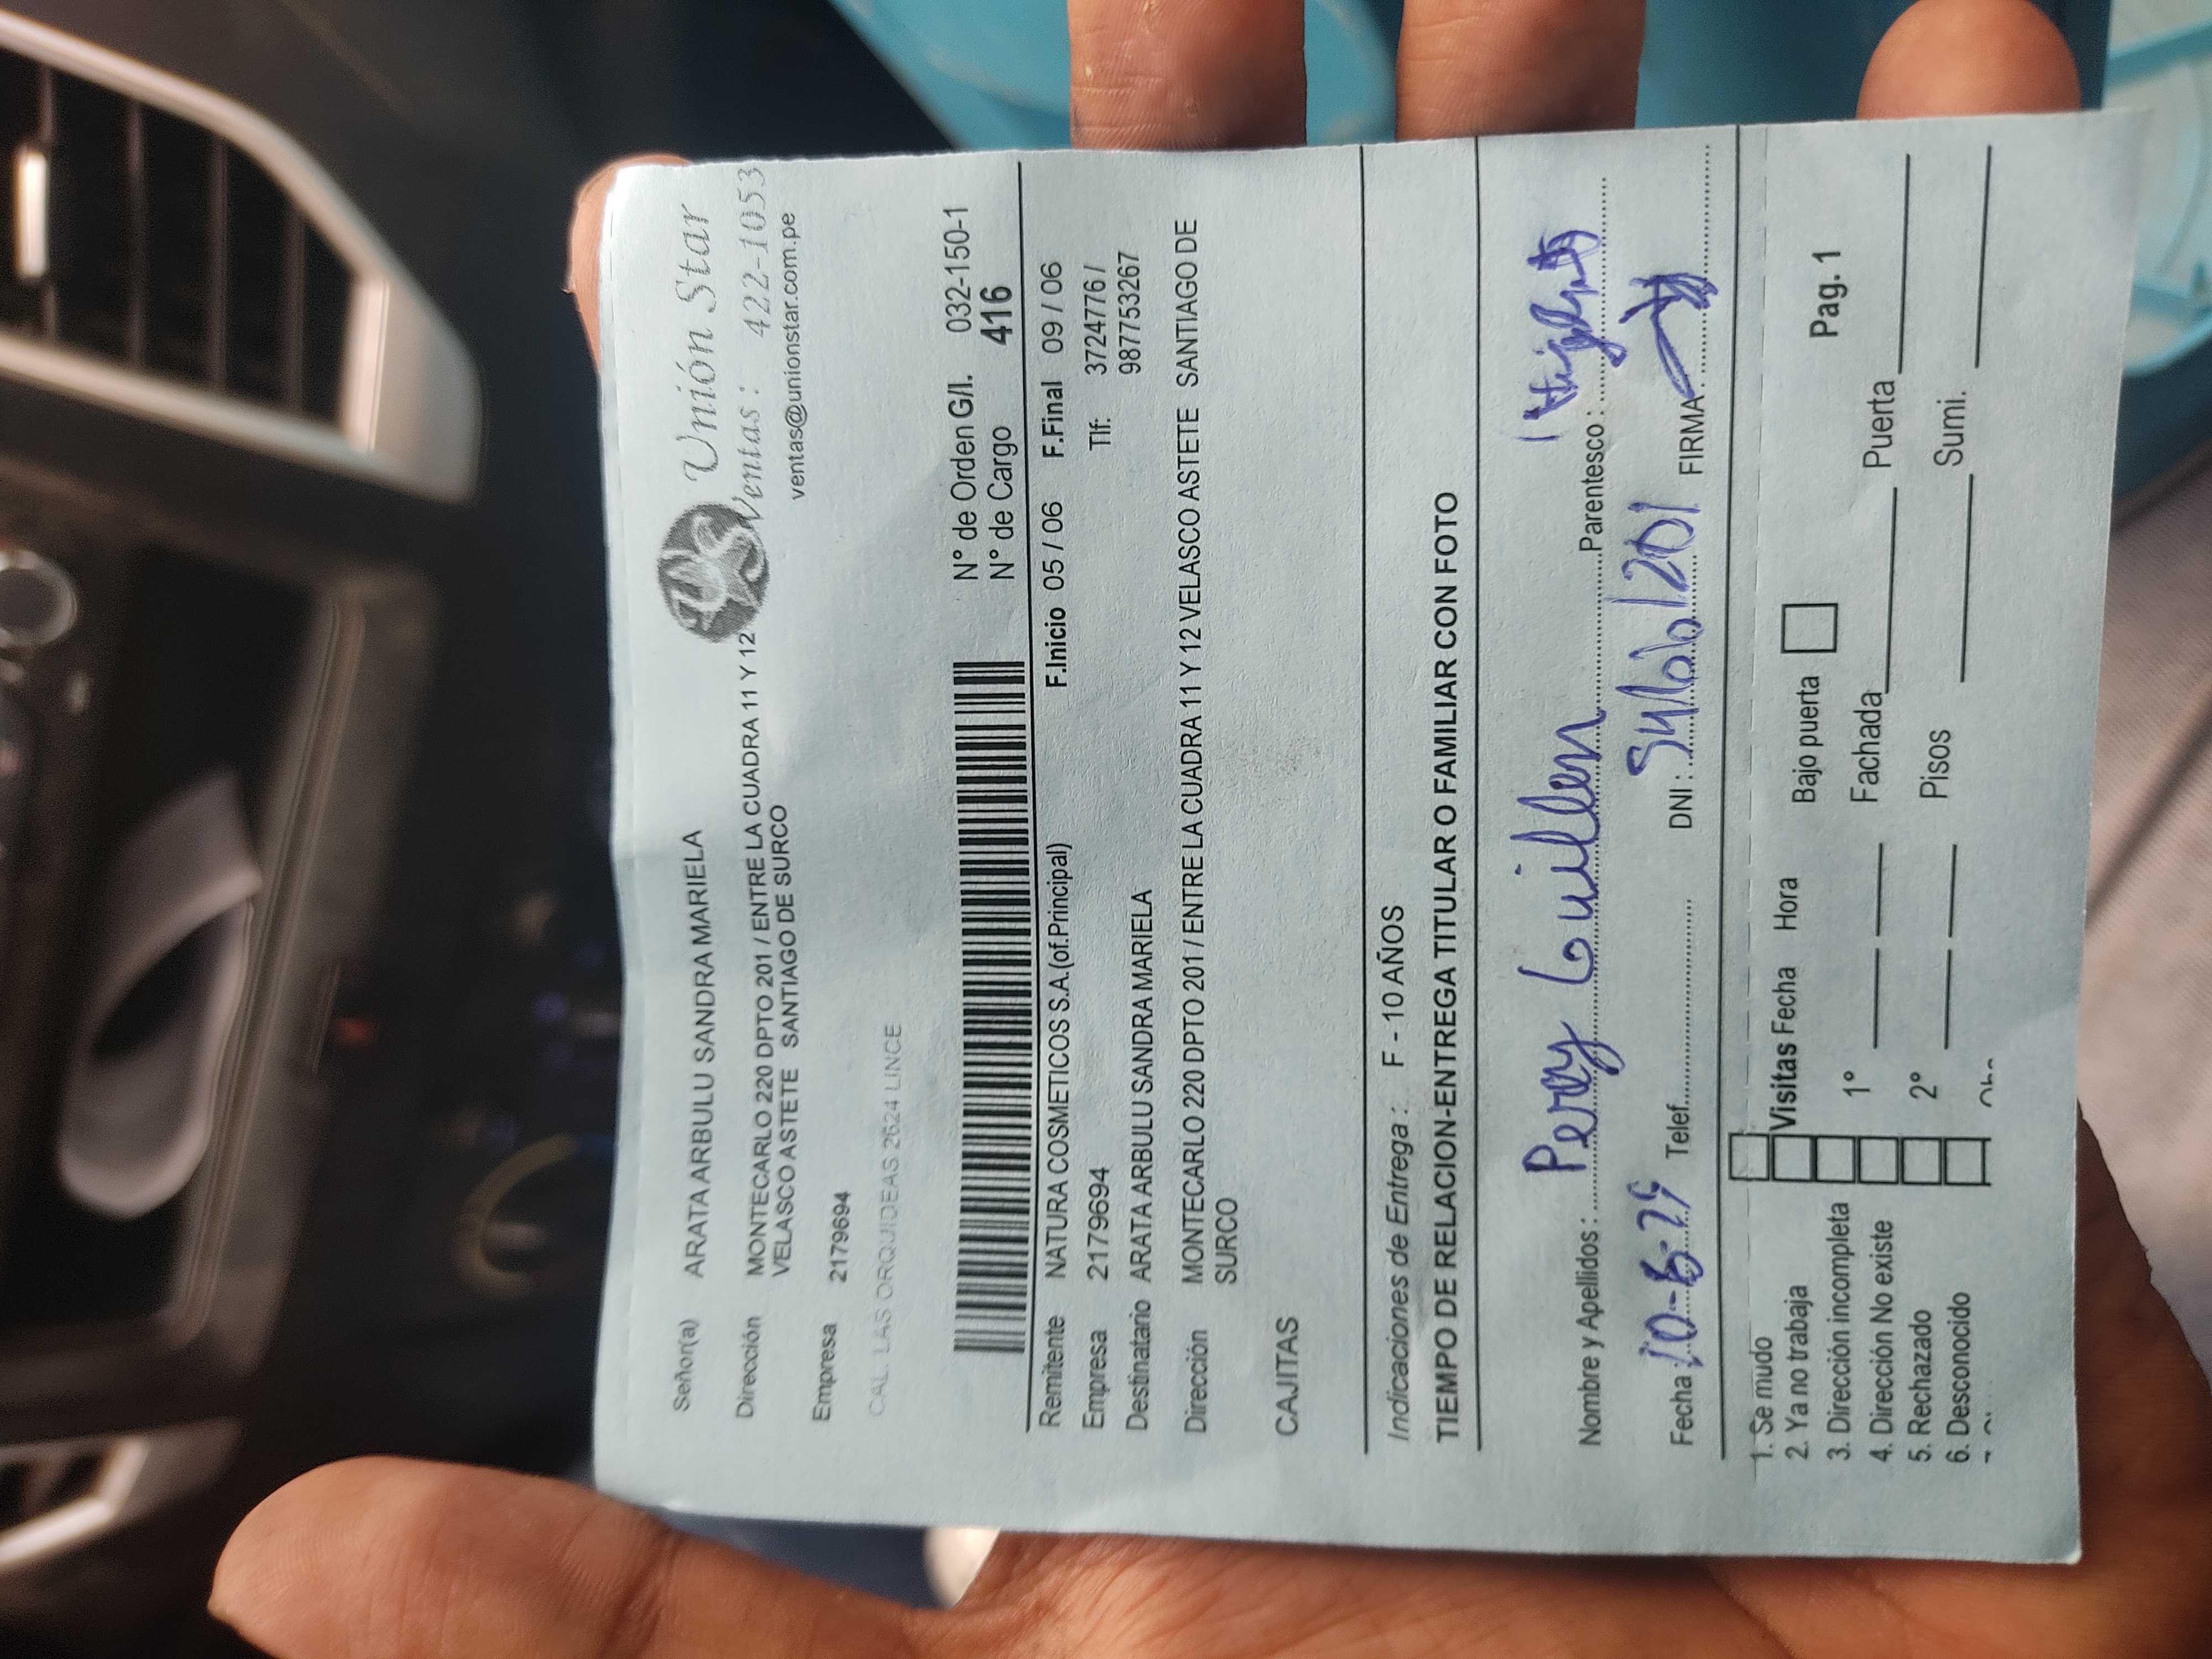 Unión Star
Ventas: 422-1053
ventas@unionstar.com.pe
Señor(a) ARATA ARBULU SANDRA MARIELA
Dirección MONTECARLO 220 DPTO 201 / ENTRE LA CUADRA 11 Y 12
VELASCO ASTETE SANTIAGO DE SURCO
Empresa 2179694
CAL. LAS ORQUIDEAS 2624 LINCE
N° de Orden G/I. 032-150-1
N° de Cargo 416
Remitente NATURA COSMETICOS S.A.(of.Principal) F.Inicio 05 / 06 F.Final 09 / 06
Empresa 2179694 Tlf: 3724776 /
987753267
Destinatario ARATA ARBULU SANDRA MARIELA
Dirección MONTECARLO 220 DPTO 201 / ENTRE LA CUADRA 11 Y 12 VELASCO ASTETE SANTIAGO DE
SURCO
CAJITAS
Indicaciones de Entrega : F - 10 AÑOS
TIEMPO DE RELACION-ENTREGA TITULAR O FAMILIAR CON FOTO
Nombre y Apellidos : Percy Guillen Parentesco :
Fecha Telef. DNI : FIRMA
1. Se mudo
2. Ya no trabaja Visitas Fecha Hora Bajo puerta Pag. 1
3. Dirección incompleta 1° Fachada Puerta
4. Dirección No existe
5. Rechazado 2° Pisos Sumi.
6. Desconocido